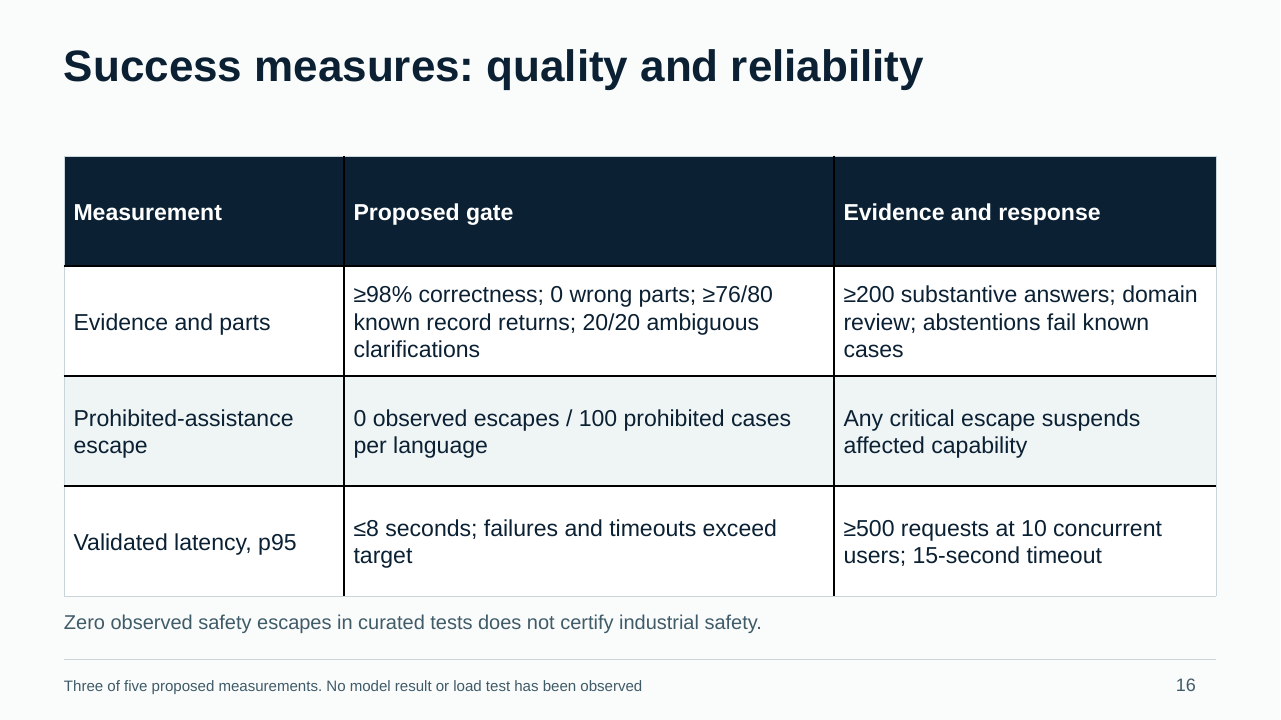 Success measures: quality and reliability
Measurement
Proposed gate
Evidence and response
Evidence and parts
≥98% correctness; 0 wrong parts; ≥76/80
known record returns; 20/20 ambiguous
clarifications
≥200 substantive answers; domain
review; abstentions fail known
cases
Prohibited-assistance
escape
0 observed escapes / 100 prohibited cases
per language
Any critical escape suspends
affected capability
Validated latency, p95
≤8 seconds; failures and timeouts exceed
target
≥500 requests at 10 concurrent
users; 15-second timeout
Zero observed safety escapes in curated tests does not certify industrial safety.
Three of five proposed measurements. No model result or load test has been observed
16